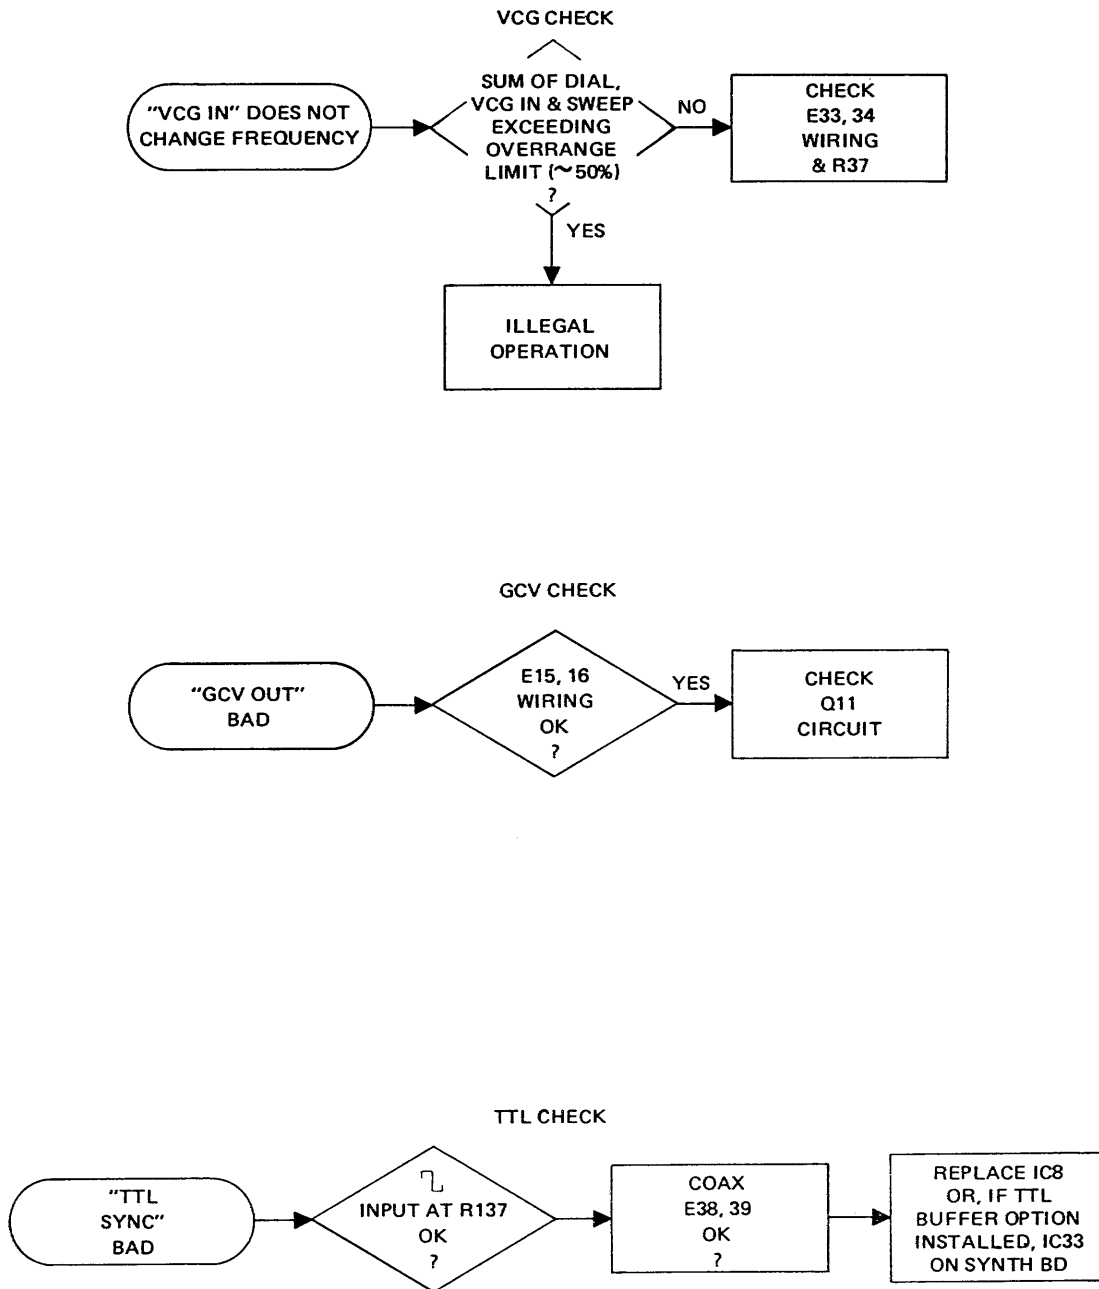 VCG CHECK
"VCG IN" DOES NOT
CHANGE FREQUENCY
SUM OF DIAL,
VCG IN & SWEEP
EXCEEDING
OVERRANGE
LIMIT (~50%)
?
NO
CHECK
E33, 34
WIRING
& R37
YES
ILLEGAL
OPERATION
GCV CHECK
"GCV OUT"
BAD
E15, 16
WIRING
OK
?
YES
CHECK
Q11
CIRCUIT
TTL CHECK
"TTL
SYNC"
BAD
INPUT AT R137
OK
?
COAX
E38, 39
OK
?
REPLACE IC8
OR, IF TTL
BUFFER OPTION
INSTALLED, IC33
ON SYNTH BD